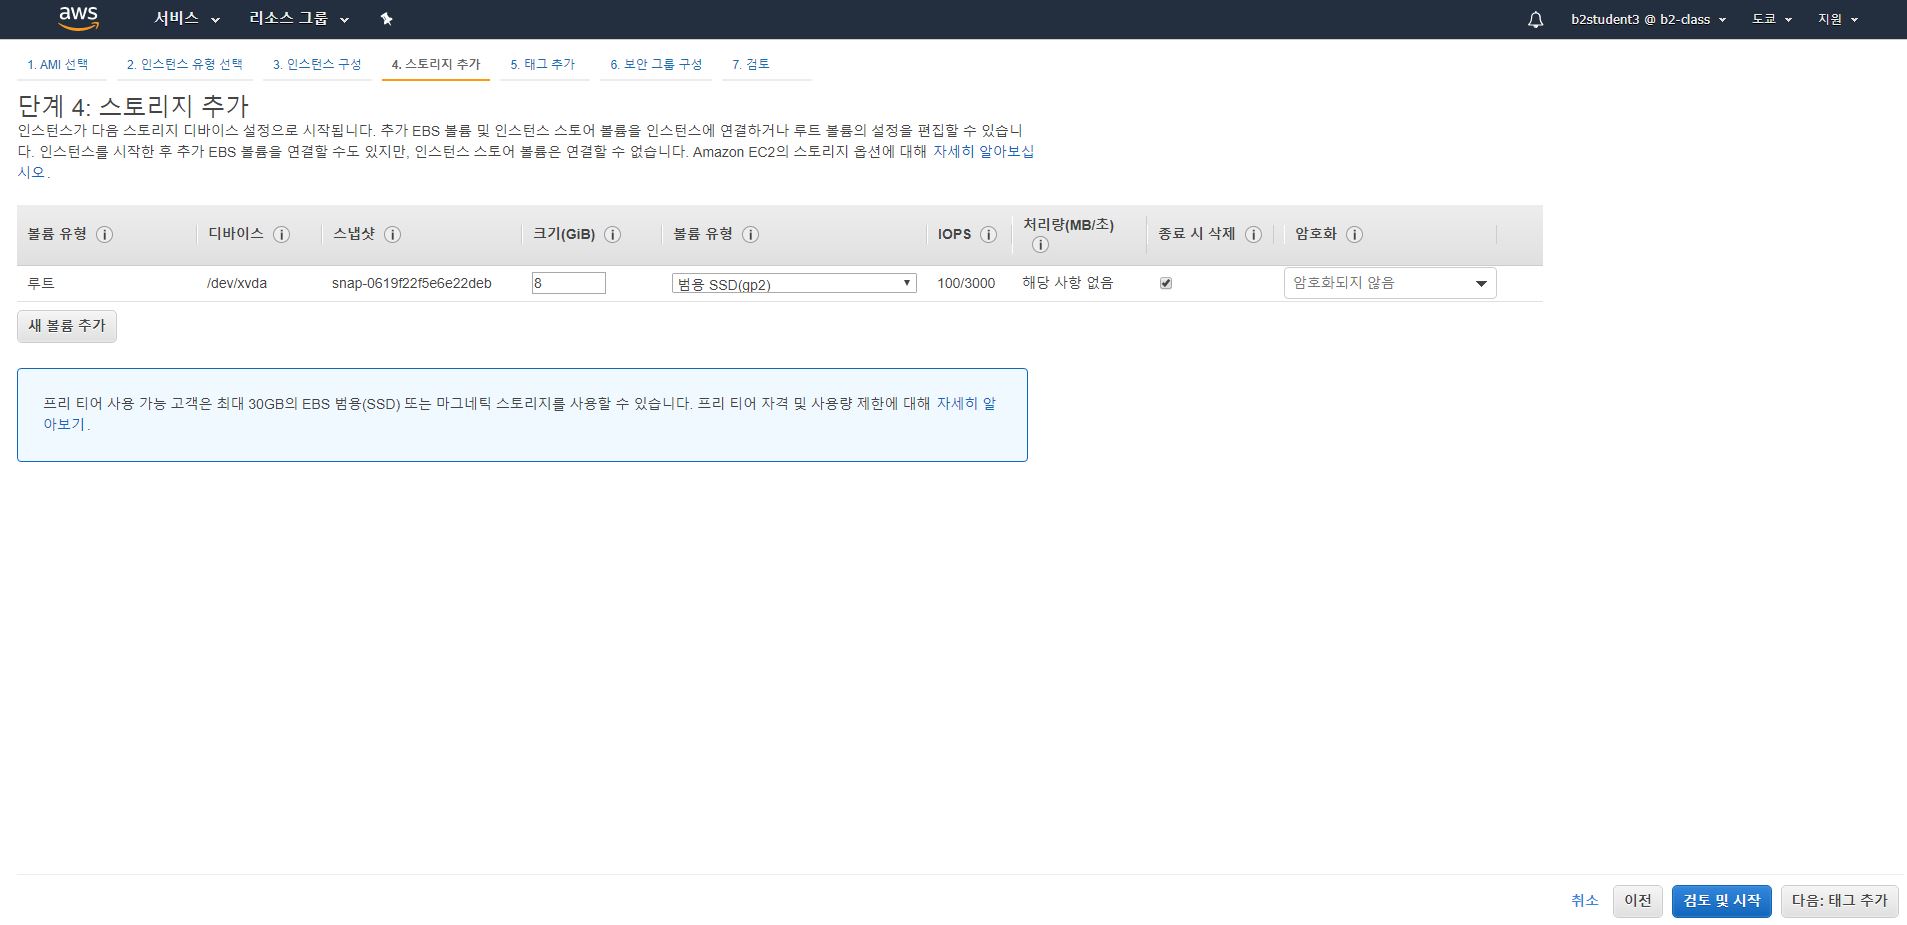 aws 서비스 리소스 그룹 b2student3 @ b2-class 도쿄 지원
1. AMI 선택 2. 인스턴스 유형 선택 3. 인스턴스 구성 4. 스토리지 추가 5. 태그 추가 6. 보안 그룹 구성 7. 검토
단계 4: 스토리지 추가
인스턴스가 다음 스토리지 디바이스 설정으로 시작됩니다. 추가 EBS 볼륨 및 인스턴스 스토어 볼륨을 인스턴스에 연결하거나 루트 볼륨의 설정을 편집할 수 있습니
다. 인스턴스를 시작한 후 추가 EBS 볼륨을 연결할 수도 있지만, 인스턴스 스토어 볼륨은 연결할 수 없습니다. Amazon EC2의 스토리지 옵션에 대해 자세히 알아보십
시오.
볼륨 유형 디바이스 스냅샷 크기(GiB) 볼륨 유형 IOPS 처리량(MB/초) 종료 시 삭제 암호화
루트 /dev/xvda snap-0619f22f5e6e22deb 8 범용 SSD(gp2) 100/3000 해당 사항 없음 암호화되지 않음
새 볼륨 추가
프리 티어 사용 가능 고객은 최대 30GB의 EBS 범용(SSD) 또는 마그네틱 스토리지를 사용할 수 있습니다. 프리 티어 자격 및 사용량 제한에 대해 자세히 알
아보기.
취소 이전 검토 및 시작 다음: 태그 추가